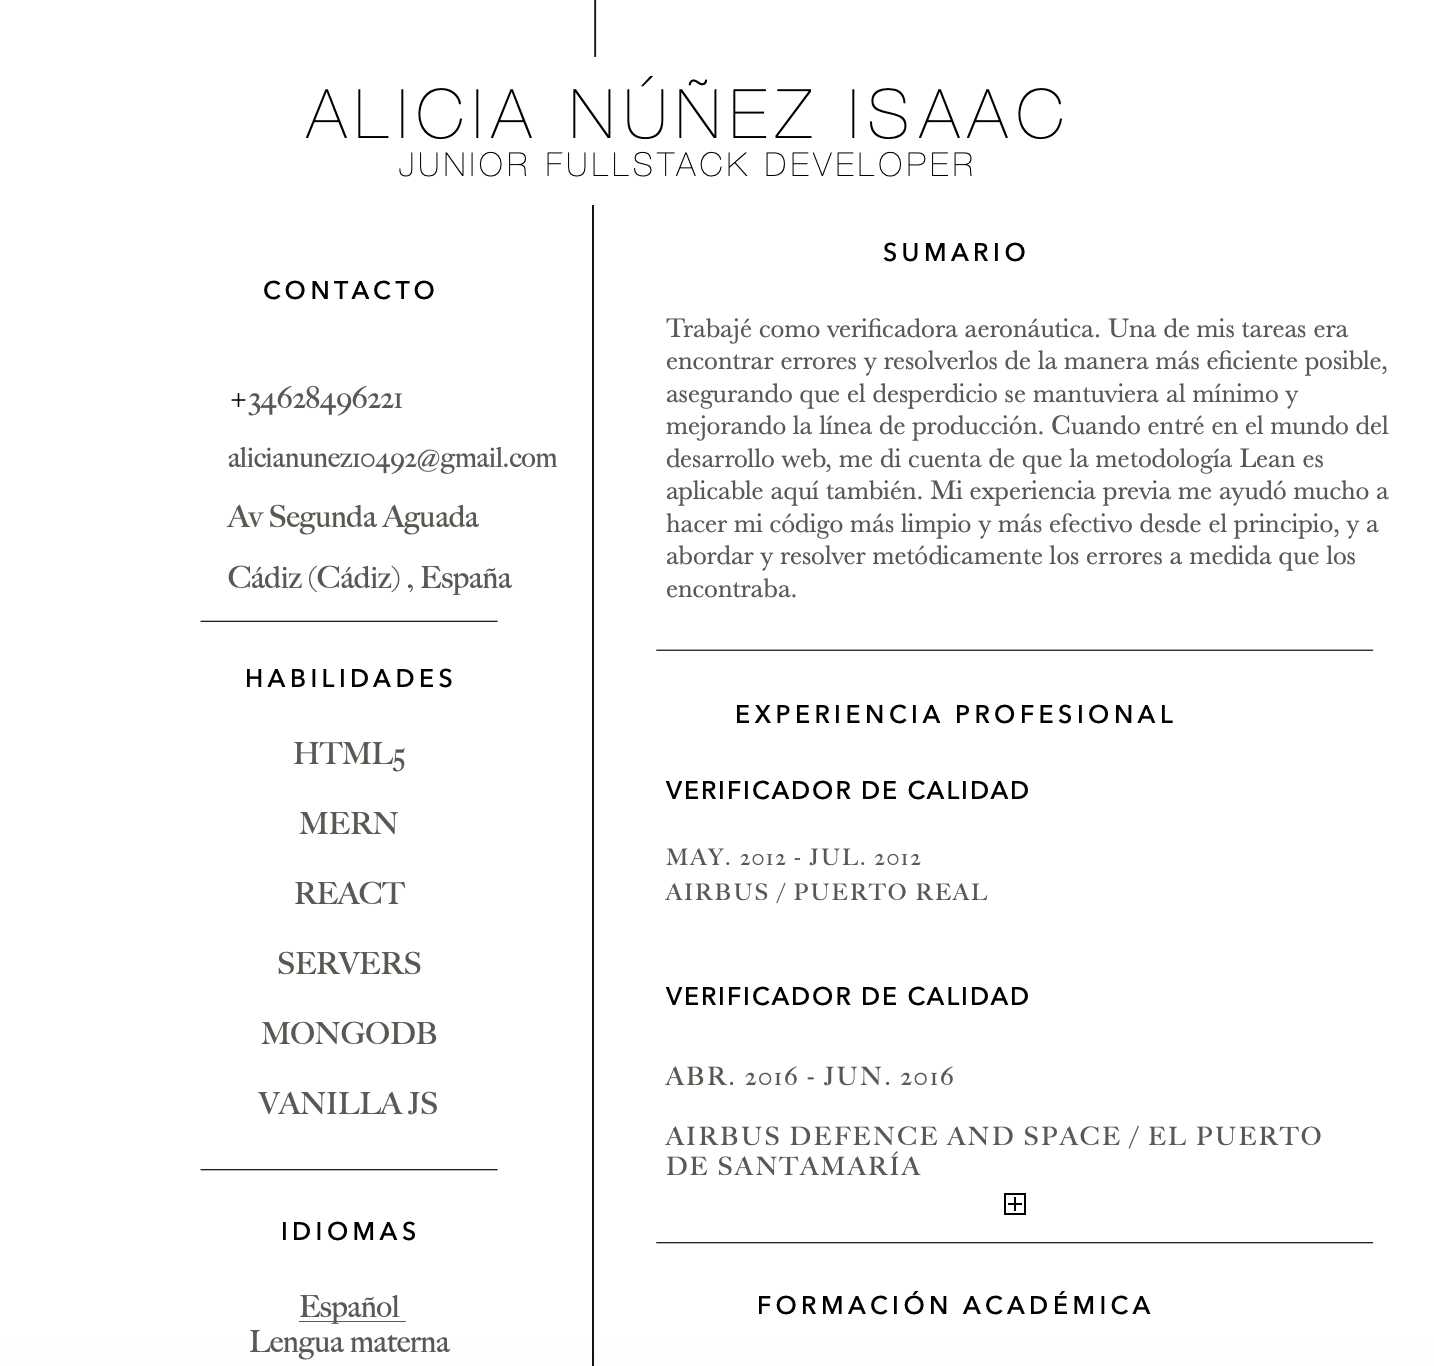 ALICIA NÚÑEZ ISAAC
JUNIOR FULLSTACK DEVELOPER
CONTACTO
+34628496221
alicianunez10492@gmail.com
Av Segunda Aguada
Cádiz (Cádiz) , España
HABILIDADES
HTML5
MERN
REACT
SERVERS
MONGODB
VANILLA JS
IDIOMAS
Español
Lengua materna
SUMARIO
Trabajé como verificadora aeronáutica. Una de mis tareas era
encontrar errores y resolverlos de la manera más eficiente posible,
asegurando que el desperdicio se mantuviera al mínimo y
mejorando la línea de producción. Cuando entré en el mundo del
desarrollo web, me di cuenta de que la metodología Lean es
aplicable aquí también. Mi experiencia previa me ayudó mucho a
hacer mi código más limpio y más efectivo desde el principio, y a
abordar y resolver metódicamente los errores a medida que los
encontraba.
EXPERIENCIA PROFESIONAL
VERIFICADOR DE CALIDAD
MAY. 2012 - JUL. 2012
AIRBUS / PUERTO REAL
VERIFICADOR DE CALIDAD
ABR. 2016 - JUN. 2016
AIRBUS DEFENCE AND SPACE / EL PUERTO
DE SANTAMARÍA
FORMACIÓN ACADÉMICA